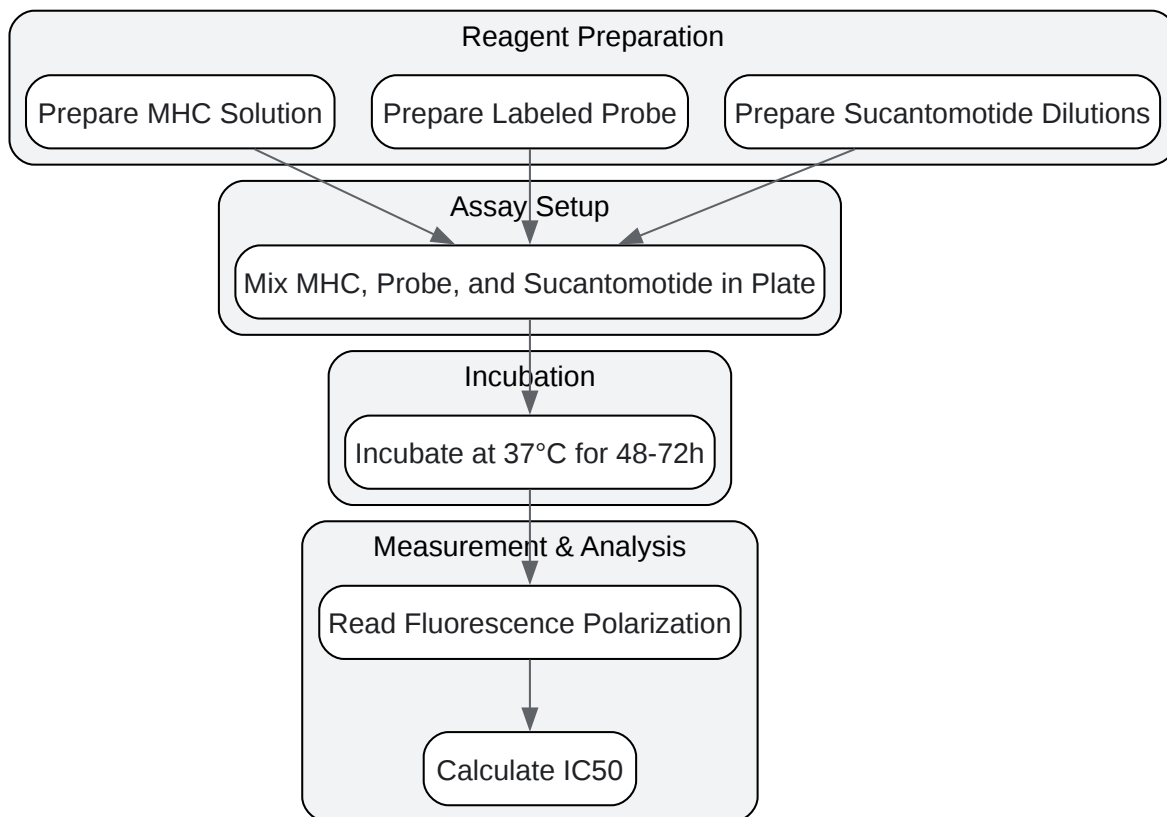 Reagent Preparation
Prepare MHC Solution
Prepare Labeled Probe
Prepare Sucantomotide Dilutions
Assay Setup
Mix MHC, Probe, and Sucantomotide in Plate
Incubation
Incubate at 37°C for 48-72h
Measurement & Analysis
Read Fluorescence Polarization
Calculate IC50